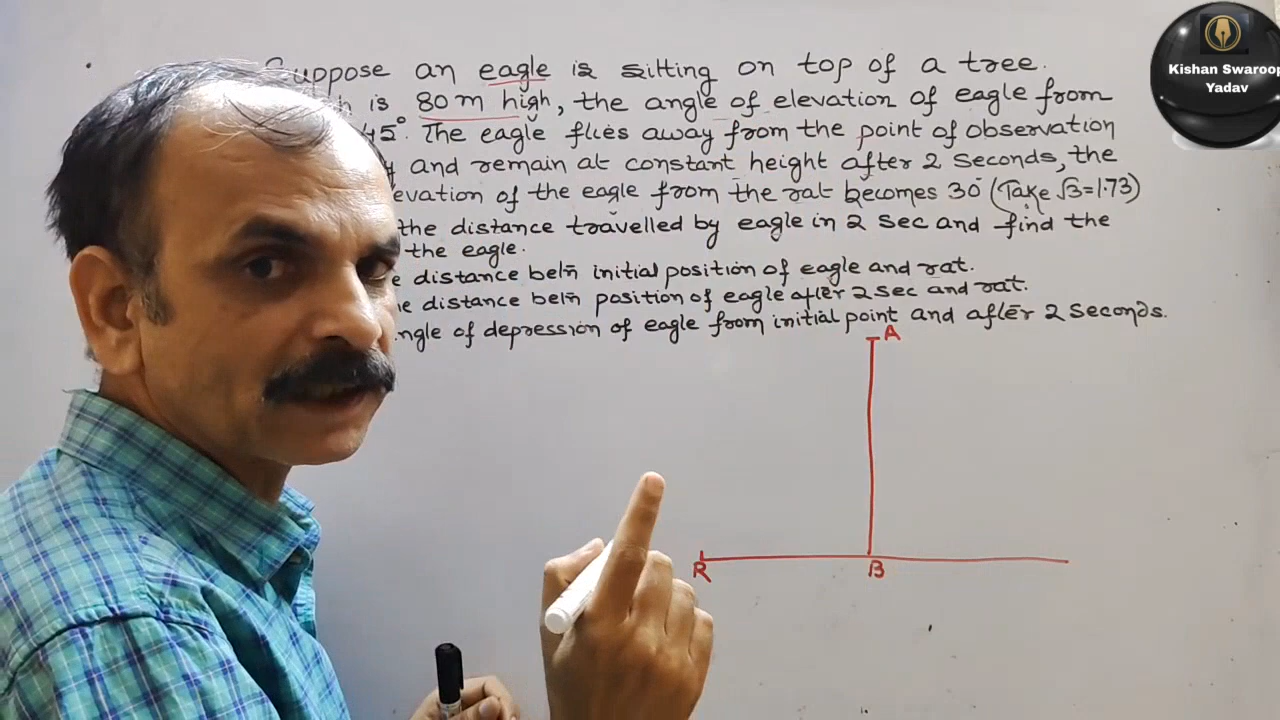 Suppose an eagle is sitting on top of a tree.
is 80 m high, the angle of elevation of eagle from
45°. The eagle flies away from the point of observation
and remain at constant height after 2 seconds, the
evation of the eagle from the rat becomes 30° (Take √3=1.73)
the distance travelled by eagle in 2 sec and find the
the eagle.
e distance betn initial position of eagle and rat.
e distance betn position of eagle after 2 sec and rat.
ngle of depression of eagle from initial point and after 2 seconds.
A
R
B
Kishan Swaroop
Yadav